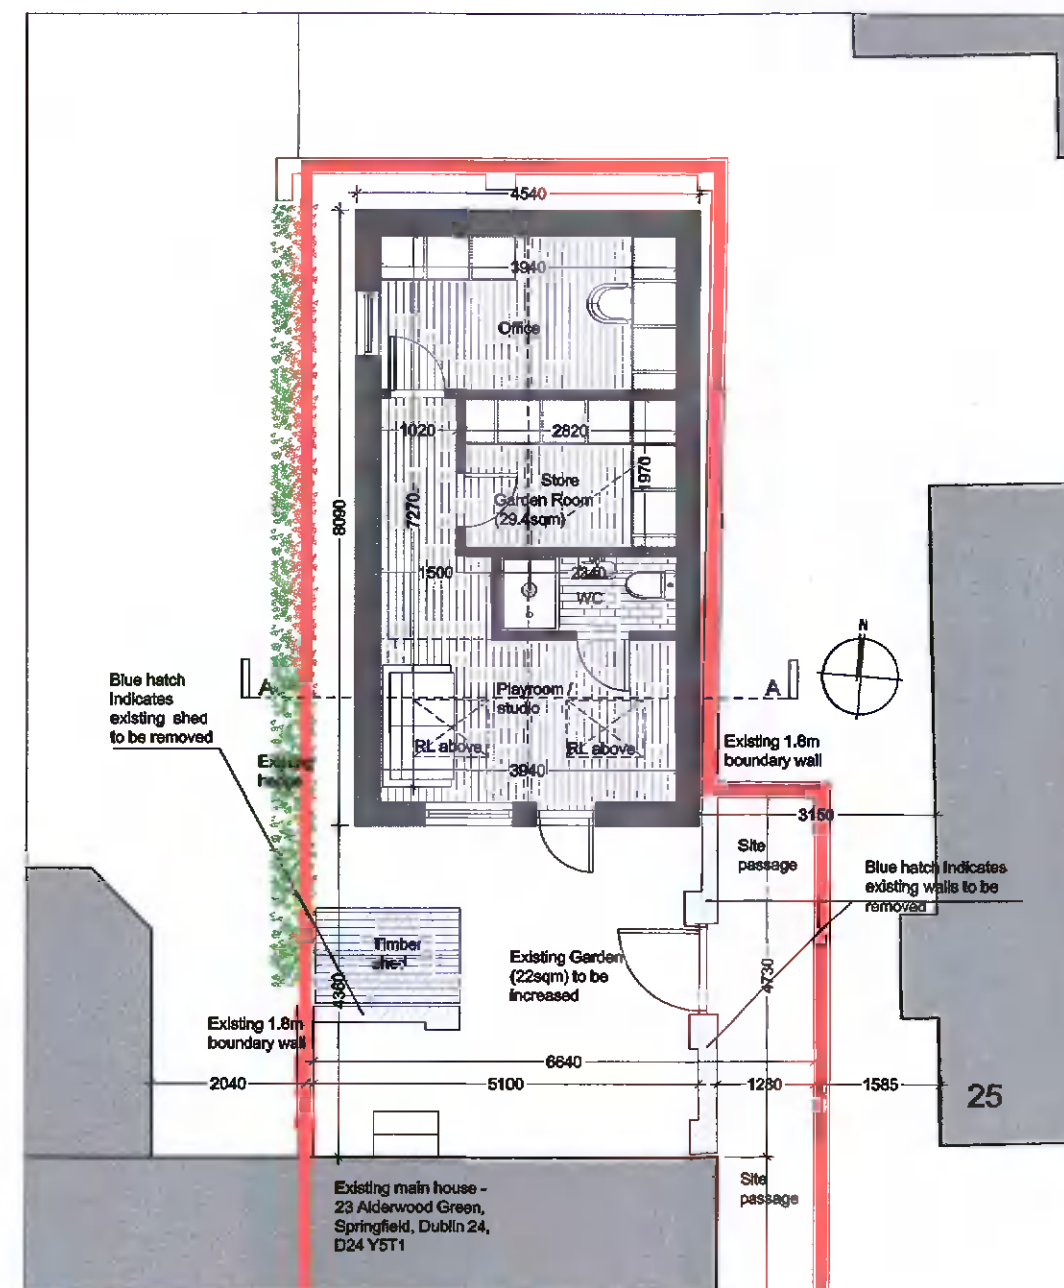 4540
3940
Office
1020
2820
Store
Garden Room
(29.4sqm)
1970
7270
8090
1500
2340
WC
N
A
A
Playroom /
studio
RL above
RL above
3940
Blue hatch
Indicates
existing shed
to be removed
Existing 1.8m
boundary wall
3150
Site
passage
Blue hatch Indicates
existing walls to be
removed
Timber
shed
4360
Existing Garden
(22sqm) to be
increased
4730
Existing 1.8m
boundary wall
6640
2040
5100
1280
1585
25
Existing main house -
23 Alderwood Green,
Springfield, Dublin 24,
D24 Y5T1
Site
passage